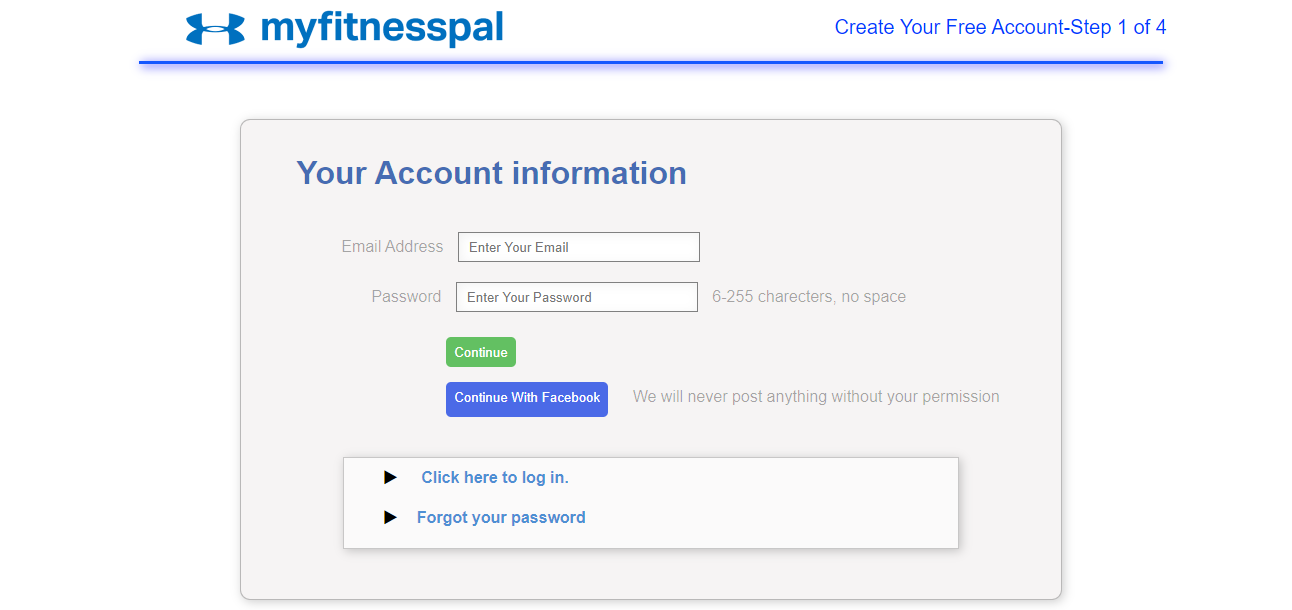 myfitnesspal
Create Your Free Account-Step 1 of 4
Your Account information
Email Address Enter Your Email
Password Enter Your Password 6-255 charecters, no space
Continue
Continue With Facebook We will never post anything without your permission
Click here to log in.
Forgot your password